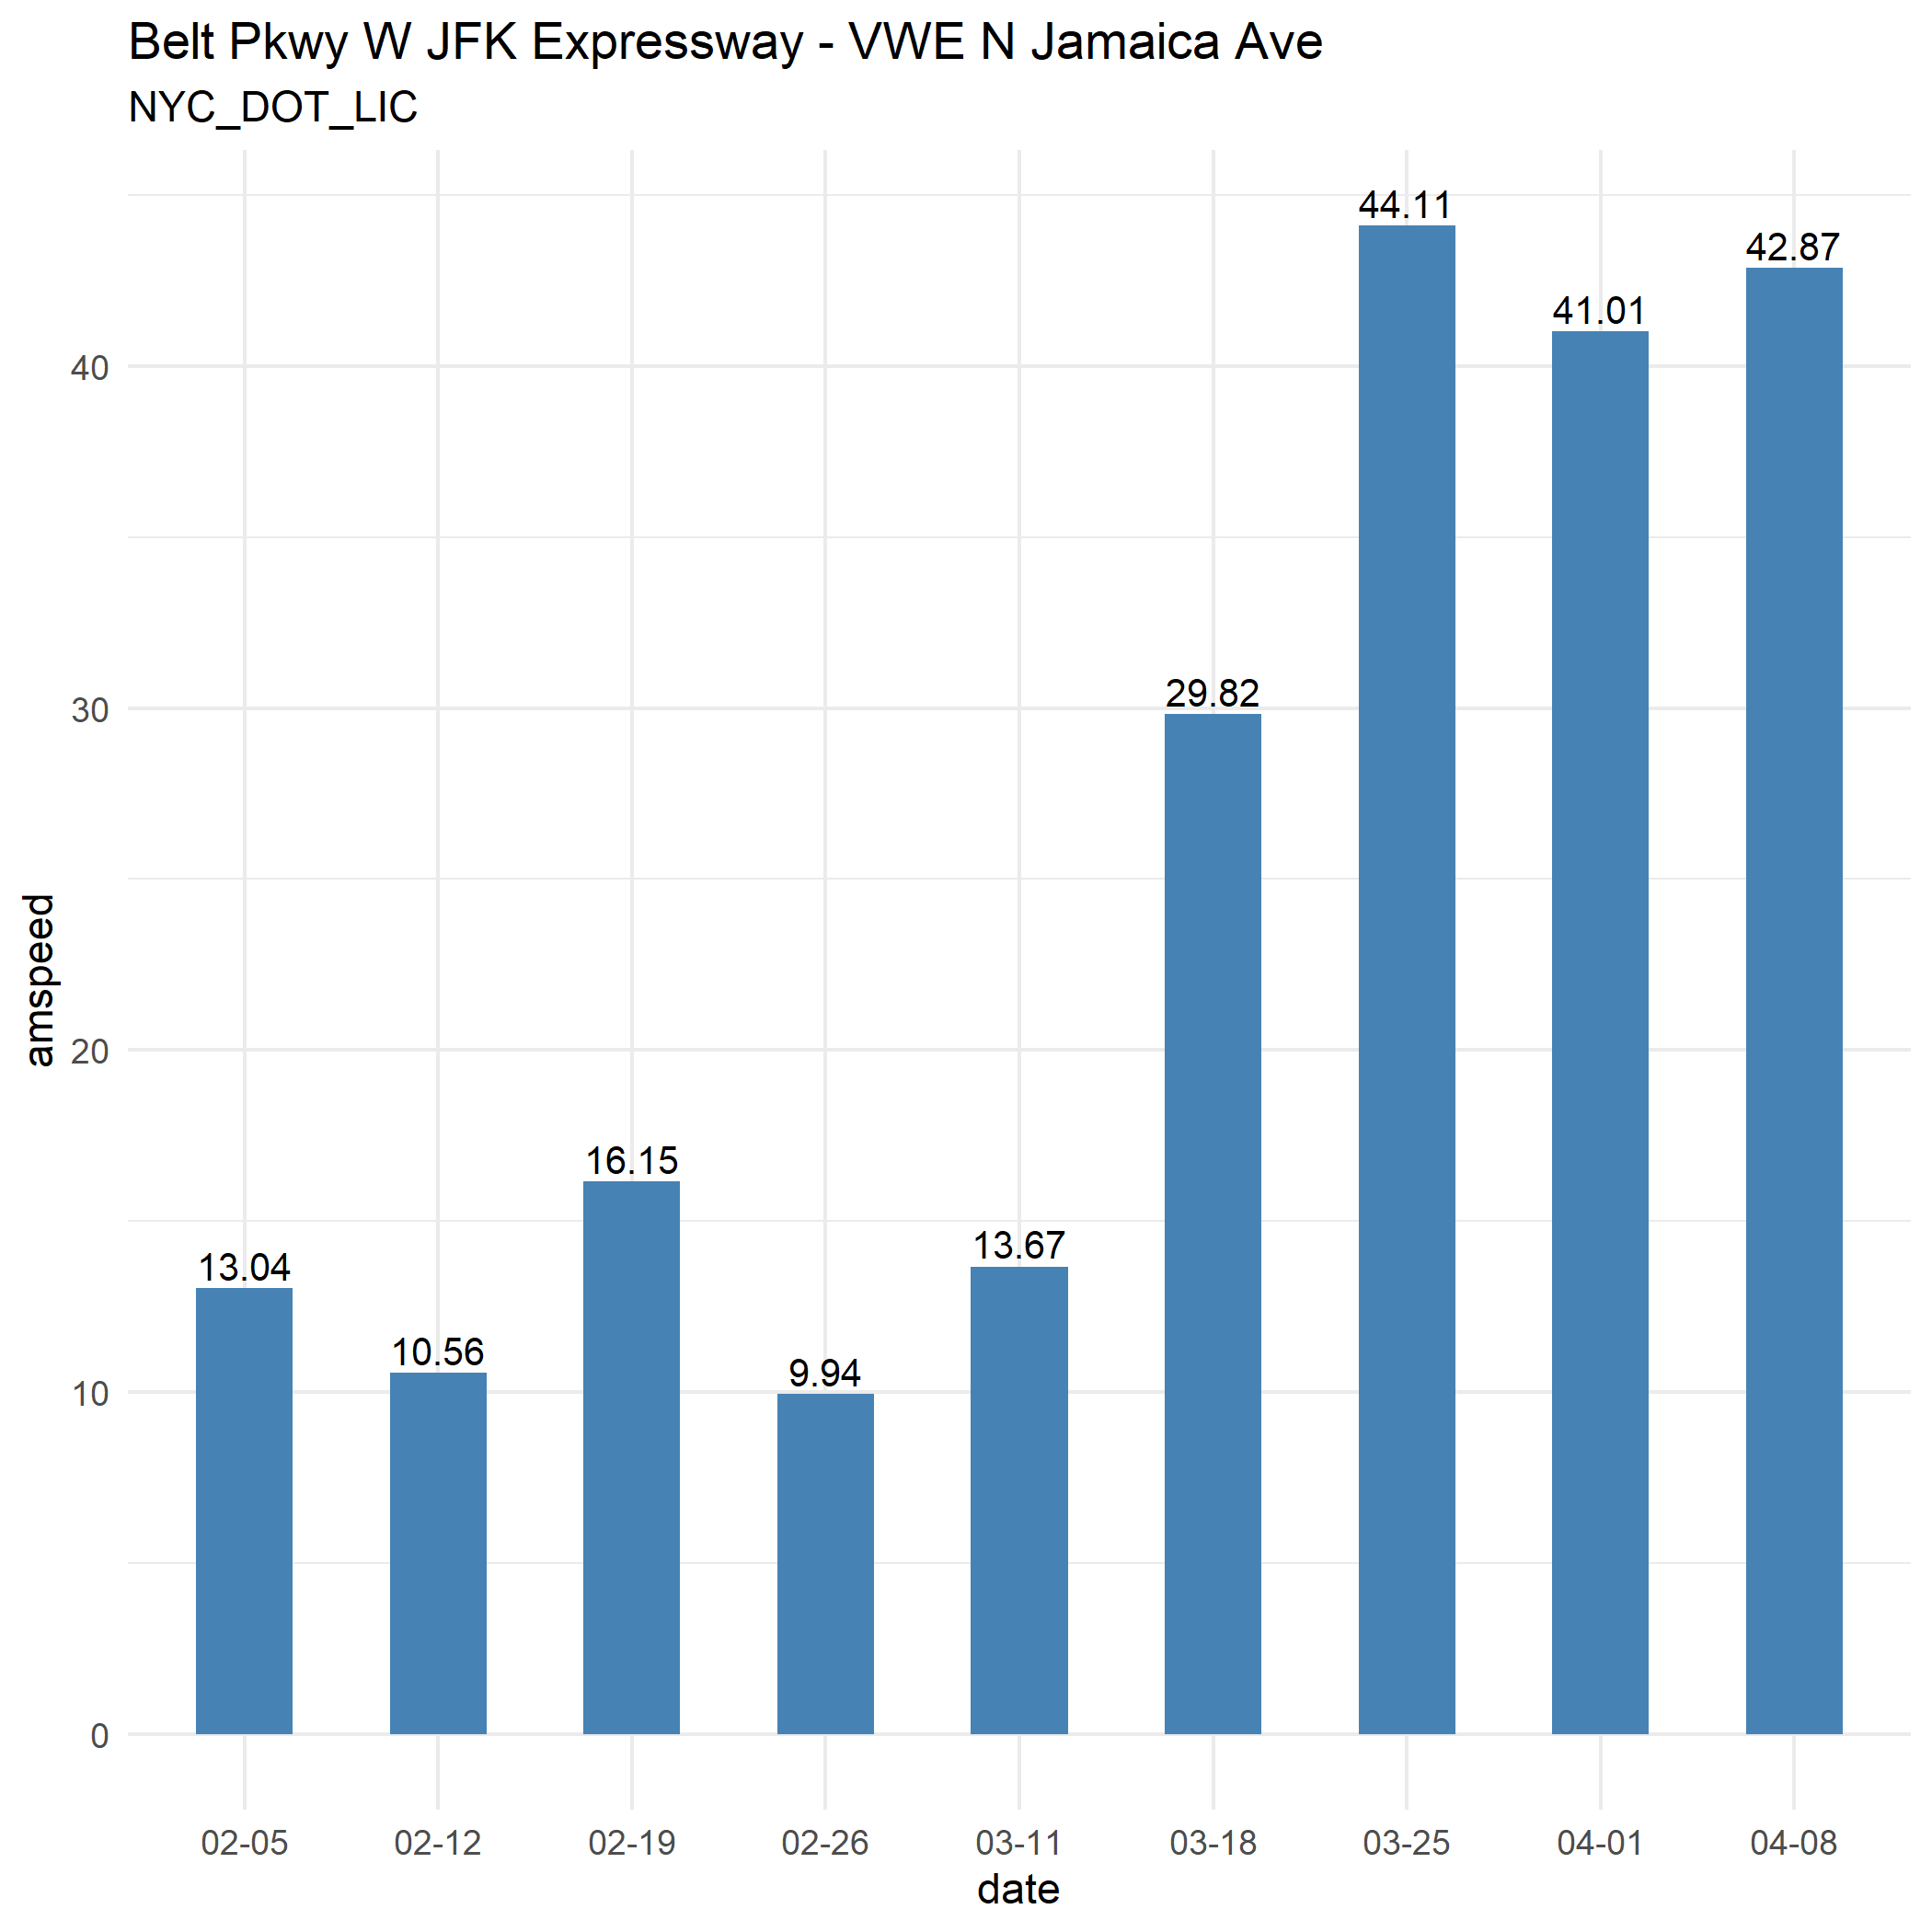 Belt Pkwy W JFK Expressway - VWE N Jamaica Ave
NYC_DOT_LIC
44.11
42.87
41.01
40
30
29.82
amspeed
20
16.15
13.67
13.04
10.56
10
9.94
0
02-05 02-12 02-19 02-26 03-11 03-18 03-25 04-01 04-08
date